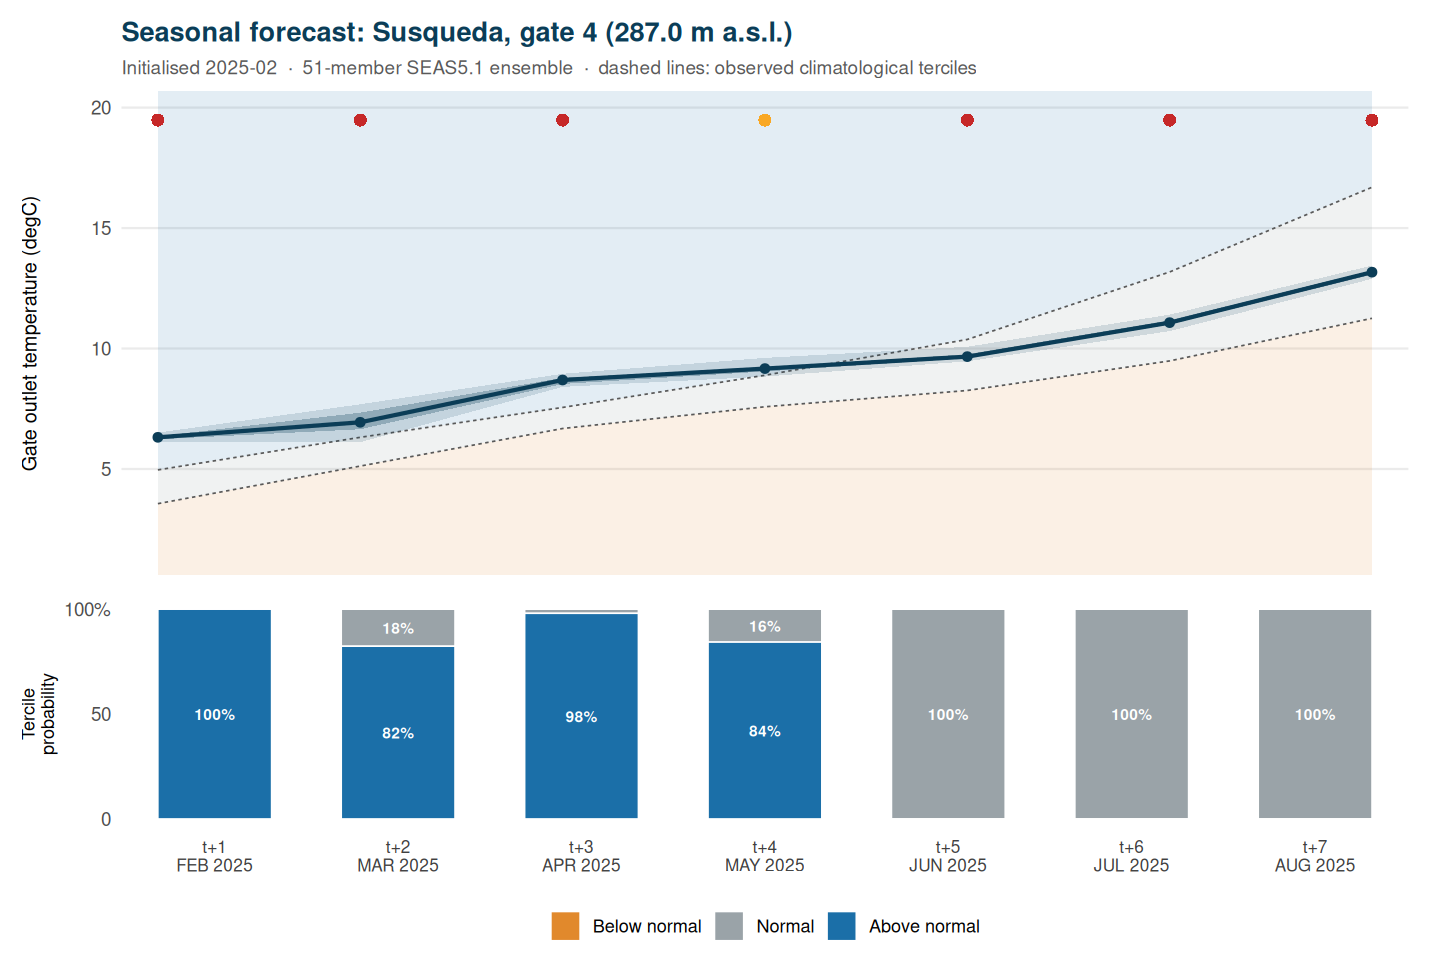 Seasonal forecast: Susqueda, gate 4 (287.0 m a.s.l.)
Initialised 2025-02 · 51-member SEAS5.1 ensemble · dashed lines: observed climatological terciles
Gate outlet temperature (degC)
20
15
10
5
Tercile
probability
100%
50
0
100%
18%
82%
98%
16%
84%
100%
100%
100%
t+1
FEB 2025
t+2
MAR 2025
t+3
APR 2025
t+4
MAY 2025
t+5
JUN 2025
t+6
JUL 2025
t+7
AUG 2025
Below normal
Normal
Above normal